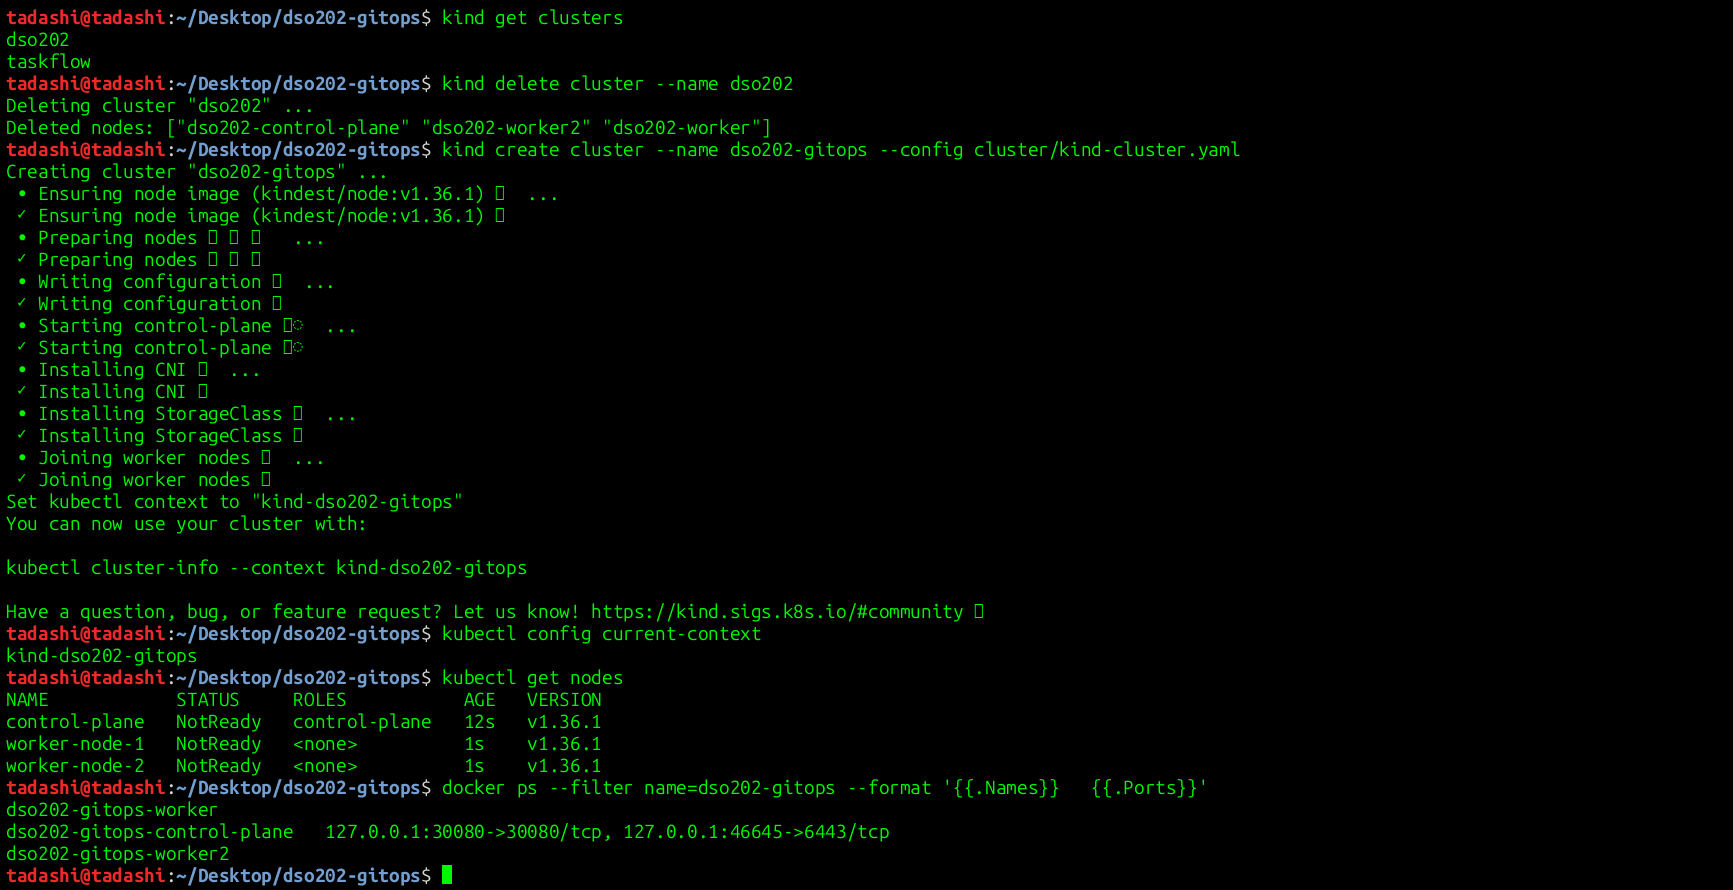 tadashi@tadashi:~/Desktop/dso202-gitops$ kind get clusters
dso202
taskflow
tadashi@tadashi:~/Desktop/dso202-gitops$ kind delete cluster --name dso202
Deleting cluster "dso202" ...
Deleted nodes: ["dso202-control-plane" "dso202-worker2" "dso202-worker"]
tadashi@tadashi:~/Desktop/dso202-gitops$ kind create cluster --name dso202-gitops --config cluster/kind-cluster.yaml
Creating cluster "dso202-gitops" ...
 • Ensuring node image (kindest/node:v1.36.1)   ...
 ✓ Ensuring node image (kindest/node:v1.36.1)
 • Preparing nodes   ...
 ✓ Preparing nodes
 • Writing configuration   ...
 ✓ Writing configuration
 • Starting control-plane   ...
 ✓ Starting control-plane
 • Installing CNI   ...
 ✓ Installing CNI
 • Installing StorageClass   ...
 ✓ Installing StorageClass
 • Joining worker nodes   ...
 ✓ Joining worker nodes
Set kubectl context to "kind-dso202-gitops"
You can now use your cluster with:

kubectl cluster-info --context kind-dso202-gitops

Have a question, bug, or feature request? Let us know! https://kind.sigs.k8s.io/#community
tadashi@tadashi:~/Desktop/dso202-gitops$ kubectl config current-context
kind-dso202-gitops
tadashi@tadashi:~/Desktop/dso202-gitops$ kubectl get nodes
NAME            STATUS     ROLES           AGE   VERSION
control-plane   NotReady   control-plane   12s   v1.36.1
worker-node-1   NotReady   <none>          1s    v1.36.1
worker-node-2   NotReady   <none>          1s    v1.36.1
tadashi@tadashi:~/Desktop/dso202-gitops$ docker ps --filter name=dso202-gitops --format '{{.Names}}   {{.Ports}}'
dso202-gitops-worker
dso202-gitops-control-plane   127.0.0.1:30080->30080/tcp, 127.0.0.1:46645->6443/tcp
dso202-gitops-worker2
tadashi@tadashi:~/Desktop/dso202-gitops$